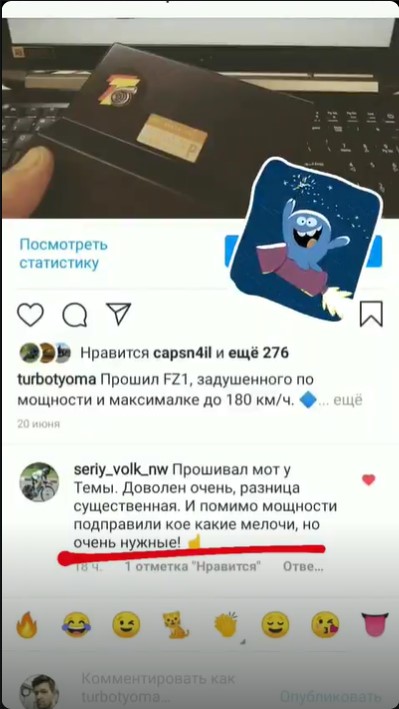 Посмотреть
статистику
Нравится capsn4il и ещё 276
turbotyoma Прошил FZ1, задушенного по
мощности и максималке до 180 км/ч. 🔷... ещё
20 июня
seriy_volk_nw Прошивал мот у
Темы. Доволен очень, разница
существенная. И помимо мощности
подправили кое какие мелочи, но
очень нужные! ☝️
18 ч. 1 отметка "Нравится" Отве...
Комментировать как
turbotyoma...
Опубликовать